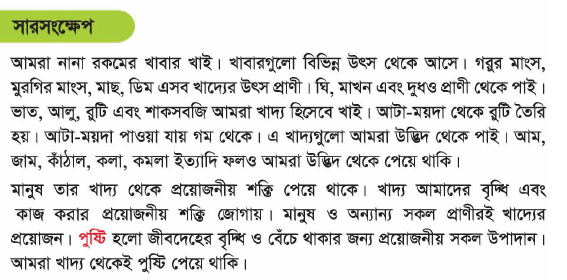 সারসংক্ষেপ
আমরা নানা রকমের খাবার খাই। খাবারগুলো বিভিন্ন উৎস থেকে আসে। গরুর মাংস,
মুরগির মাংস, মাছ, ডিম এসব খাদ্যের উৎস প্রাণী। ঘি, মাখন এবং দুধও প্রাণী থেকে পাই।
ভাত, আলু, রুটি এবং শাকসবজি আমরা খাদ্য হিসেবে খাই। আটা-ময়দা থেকে রুটি তৈরি
হয়। আটা-ময়দা পাওয়া যায় গম থেকে। এ খাদ্যগুলো আমরা উদ্ভিদ থেকে পাই। আম,
জাম, কাঁঠাল, কলা, কমলা ইত্যাদি ফলও আমরা উদ্ভিদ থেকে পেয়ে থাকি।
মানুষ তার খাদ্য থেকে প্রয়োজনীয় শক্তি পেয়ে থাকে। খাদ্য আমাদের বৃদ্ধি এবং
কাজ করার প্রয়োজনীয় শক্তি জোগায়। মানুষ ও অন্যান্য সকল প্রাণীরই খাদ্যের
প্রয়োজন। পুষ্টি হলো জীবদেহের বৃদ্ধি ও বেঁচে থাকার জন্য প্রয়োজনীয় সকল উপাদান।
আমরা খাদ্য থেকেই পুষ্টি পেয়ে থাকি।